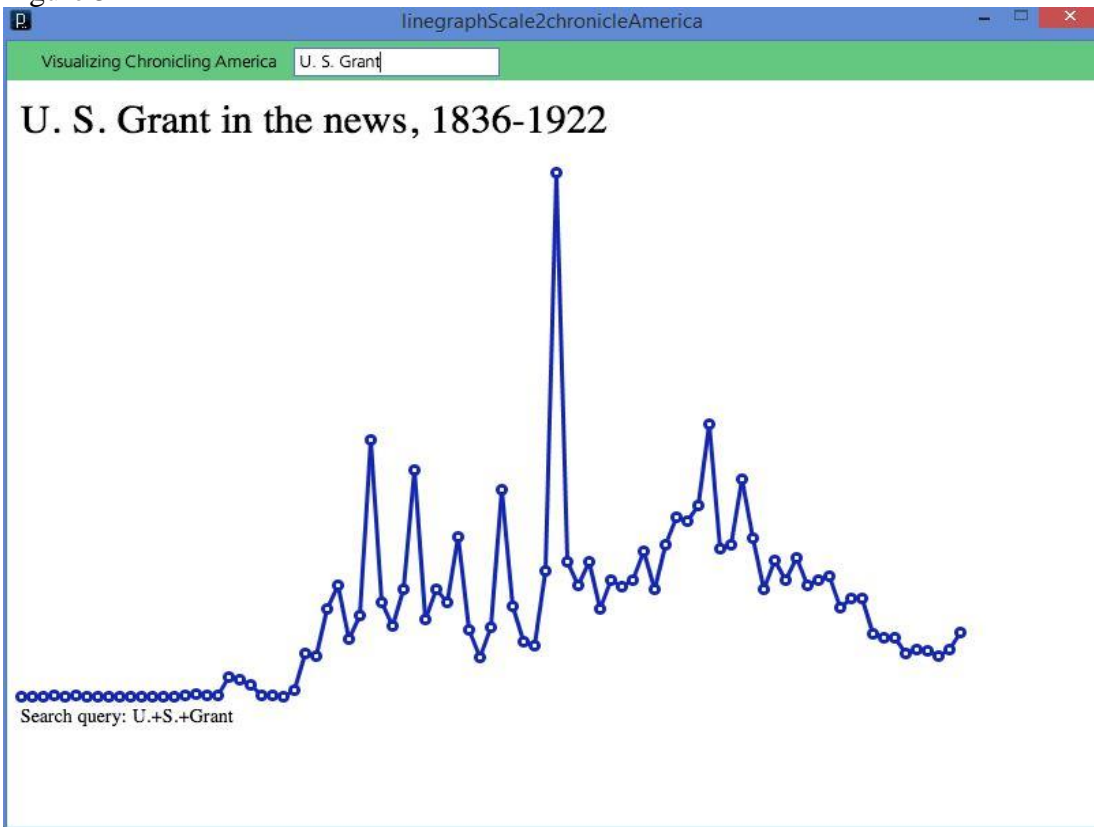 linegraphScale2chronicleAmerica
Visualizing Chronicling America U. S. Grant
U. S. Grant in the news, 1836-1922
Search query: U.+S.+Grant